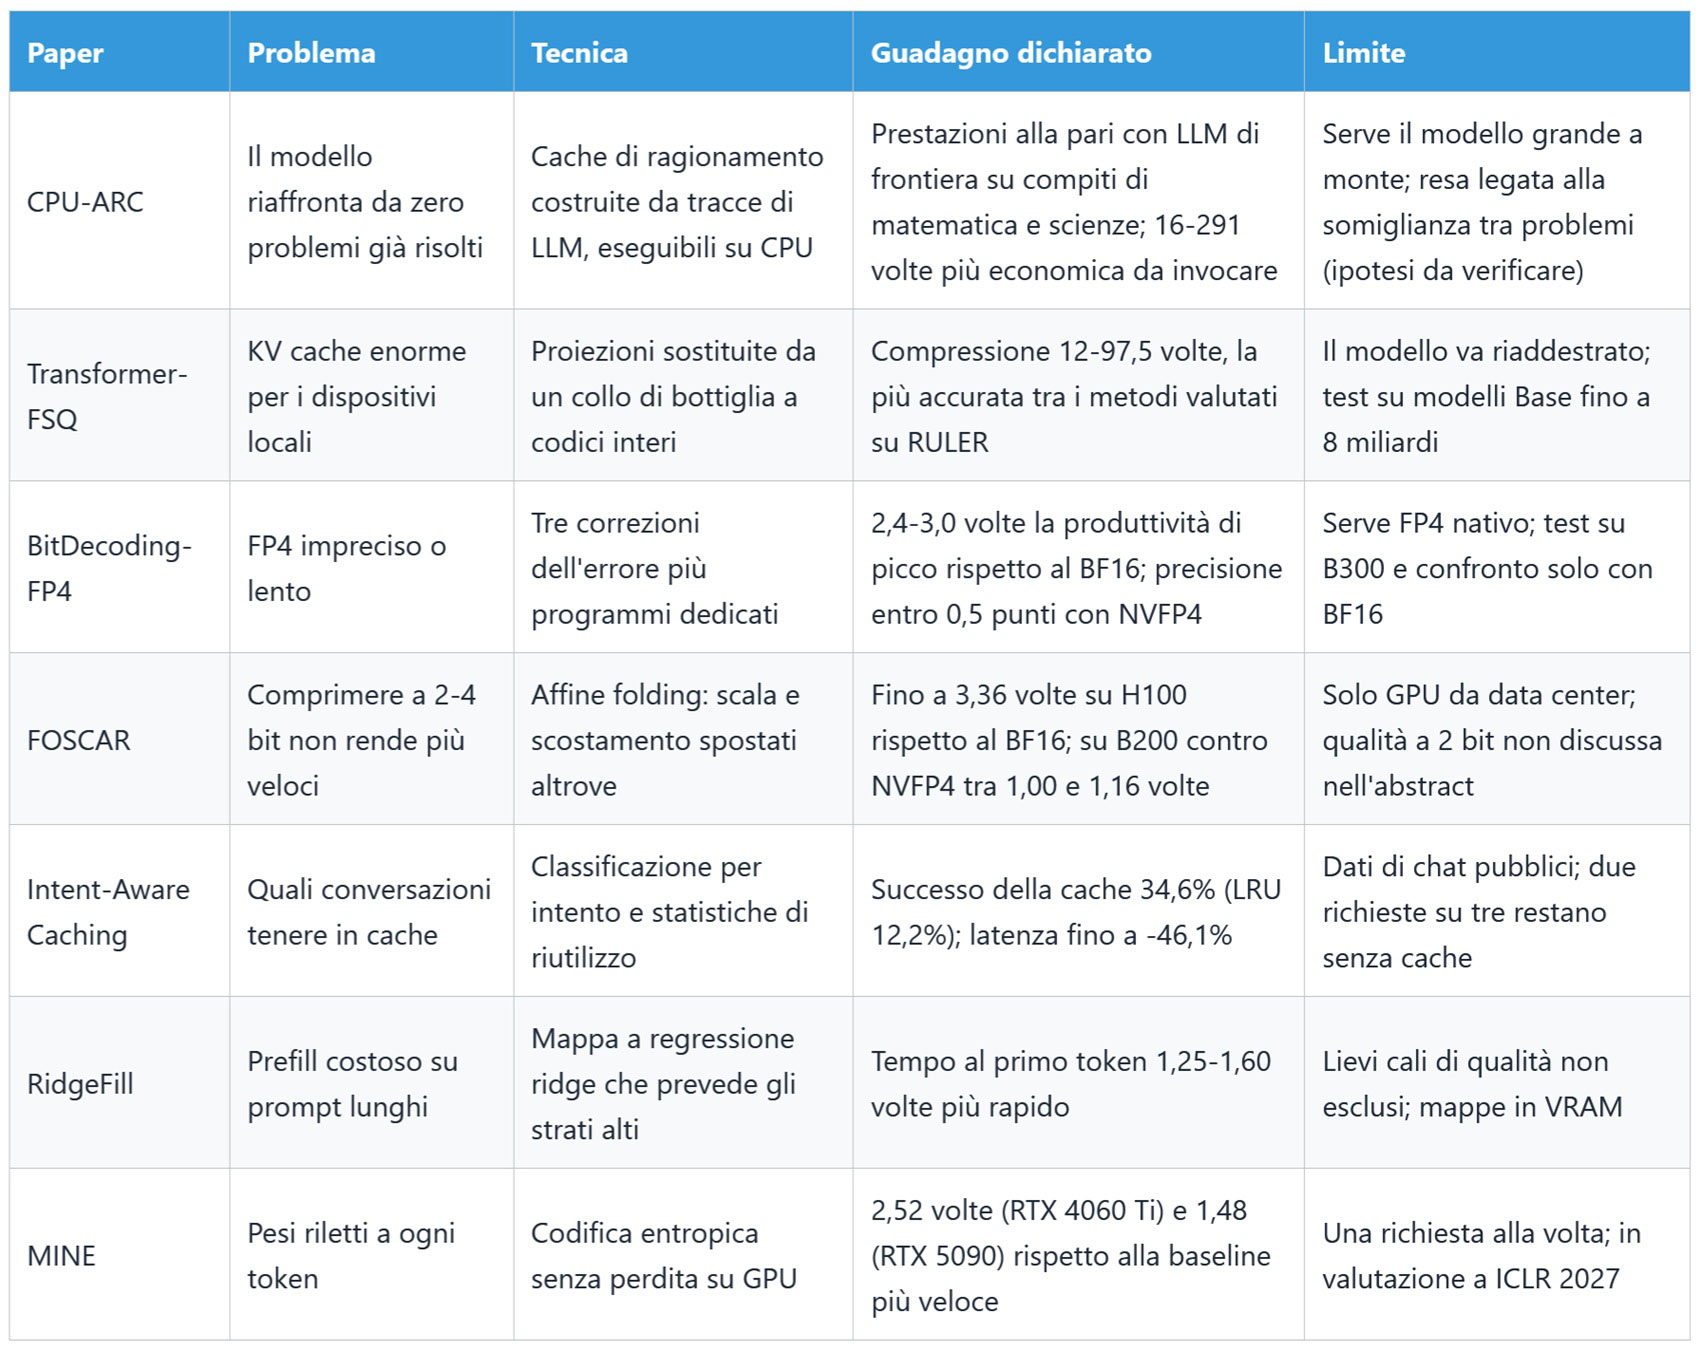 Paper
Problema
Tecnica
Guadagno dichiarato
Limite
CPU-ARC
Il modello
riaffronta da zero
problemi già risolti
Cache di ragionamento
costruite da tracce di
LLM, eseguibili su CPU
Prestazioni alla pari con LLM di
frontiera su compiti di
matematica e scienze; 16-291
volte più economica da invocare
Serve il modello grande a
monte; resa legata alla
somiglianza tra problemi
(ipotesi da verificare)
Transformer-
FSQ
KV cache enorme
per i dispositivi
locali
Proiezioni sostituite da
un collo di bottiglia a
codici interi
Compressione 12-97,5 volte, la
più accurata tra i metodi valutati
su RULER
Il modello va riaddestrato;
test su modelli Base fino a
8 miliardi
BitDecoding-
FP4
FP4 impreciso o
lento
Tre correzioni
dell'errore più
programmi dedicati
2,4-3,0 volte la produttività di
picco rispetto al BF16; precisione
entro 0,5 punti con NVFP4
Serve FP4 nativo; test su
B300 e confronto solo con
BF16
FOSCAR
Comprimere a 2-4
bit non rende più
veloci
Affine folding: scala e
scostamento spostati
altrove
Fino a 3,36 volte su H100
rispetto al BF16; su B200 contro
NVFP4 tra 1,00 e 1,16 volte
Solo GPU da data center;
qualità a 2 bit non discussa
nell'abstract
Intent-Aware
Caching
Quali conversazioni
tenere in cache
Classificazione per
intento e statistiche di
riutilizzo
Successo della cache 34,6% (LRU
12,2%); latenza fino a -46,1%
Dati di chat pubblici; due
richieste su tre restano
senza cache
RidgeFill
Prefill costoso su
prompt lunghi
Mappa a regressione
ridge che prevede gli
strati alti
Tempo al primo token 1,25-1,60
volte più rapido
Lievi cali di qualità non
esclusi; mappe in VRAM
MINE
Pesi riletti a ogni
token
Codifica entropica
senza perdita su GPU
2,52 volte (RTX 4060 Ti) e 1,48
(RTX 5090) rispetto alla baseline
più veloce
Una richiesta alla volta; in
valutazione a ICLR 2027